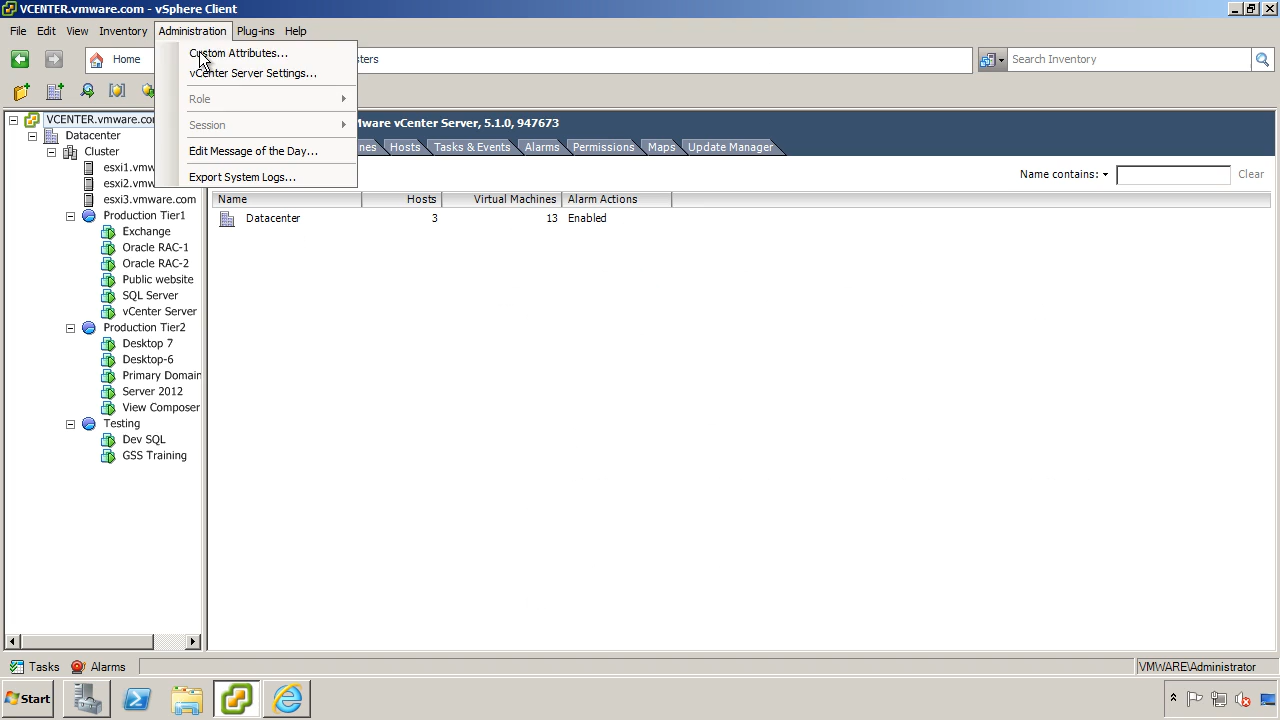 VCENTER.vmware.com - vSphere Client
File Edit View Inventory Administration Plug-ins Help
Home
Search Inventory
Custom Attributes...
vCenter Server Settings...
Role
Session
Edit Message of the Day...
Export System Logs...
VCENTER.vmware.co
Datacenter
Cluster
esxi1.vmw
esxi2.vmw
esxi3.vmware.com
Production Tier1
Exchange
Oracle RAC-1
Oracle RAC-2
Public website
SQL Server
vCenter Server
Production Tier2
Desktop 7
Desktop-6
Primary Domain
Server 2012
View Composer
Testing
Dev SQL
GSS Training
Mware vCenter Server, 5.1.0, 947673
nes Hosts Tasks & Events Alarms Permissions Maps Update Manager
Name contains: Clear
Name Hosts Virtual Machines Alarm Actions
Datacenter 3 13 Enabled
Tasks Alarms VMWARE\Administrator
Start